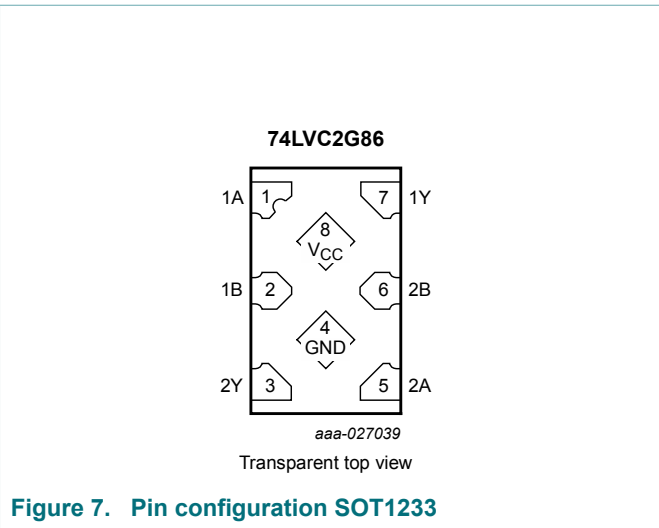 74LVC2G86
1A 1 7 1Y
8
VCC
1B 2 6 2B
4
GND
2Y 3 5 2A
aaa-027039
Transparent top view
Figure 7. Pin configuration SOT1233